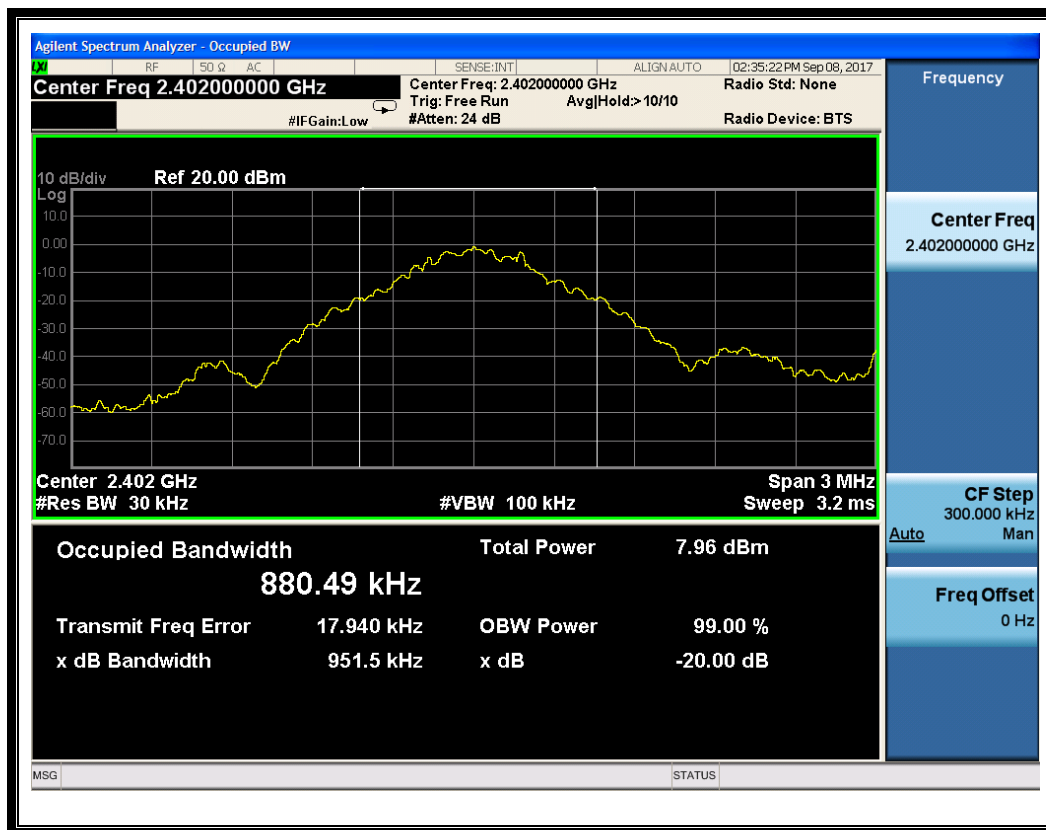 Agilent Spectrum Analyzer - Occupied BW
LXI RF 50 Ω AC SENSE:INT ALIGN AUTO 02:35:22 PM Sep 08, 2017
Center Freq 2.402000000 GHz
Center Freq: 2.402000000 GHz Radio Std: None
Trig: Free Run Avg|Hold:>10/10
#IFGain:Low #Atten: 24 dB Radio Device: BTS
10 dB/div Ref 20.00 dBm
Log
10.0
0.00
-10.0
-20.0
-30.0
-40.0
-50.0
-60.0
-70.0
Center 2.402 GHz Span 3 MHz
#Res BW 30 kHz #VBW 100 kHz Sweep 3.2 ms
Occupied Bandwidth Total Power 7.96 dBm
880.49 kHz
Transmit Freq Error 17.940 kHz OBW Power 99.00 %
x dB Bandwidth 951.5 kHz x dB -20.00 dB
Frequency
Center Freq
2.402000000 GHz
CF Step
300.000 kHz
Auto Man
Freq Offset
0 Hz
MSG STATUS